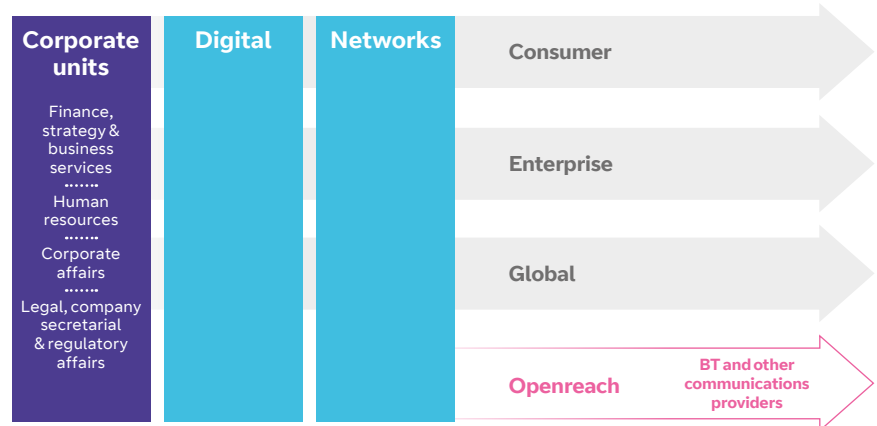 Corporate
units
Finance,
strategy &
business
services
Human
resources
Corporate
affairs
Legal, company
secretarial
& regulatory
affairs
Digital
Networks
Consumer
Enterprise
Global
Openreach
BT and other
communications
providers